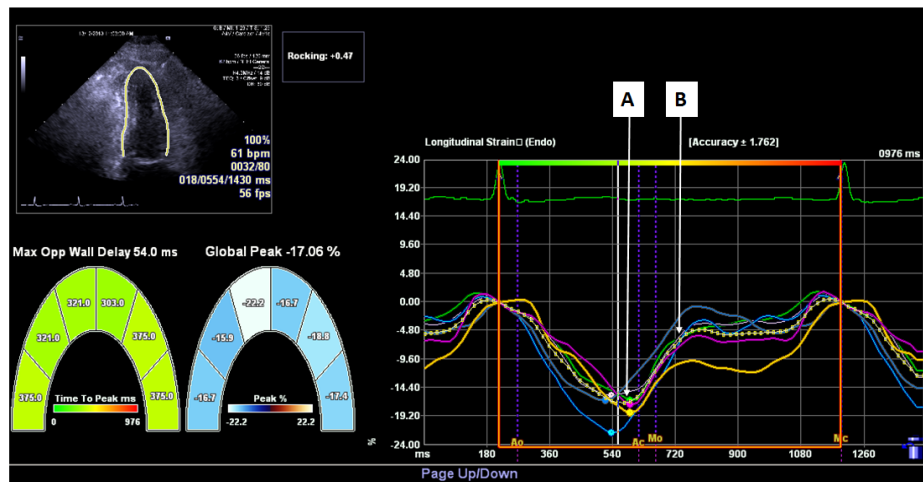 Rocking: +0.47
100%
61 bpm
0032/80
018/0554/1430 ms
56 fps
A
B
Longitudinal Strain□ (Endo)
[Accuracy ± 1.762]
0976 ms
24.00
19.20
14.40
9.60
4.80
0.00
-4.80
-9.60
-14.40
-19.20
-24.00
%
Ao
Ac
Mo
Mc
ms
180
360
540
720
900
1080
1260
Max Opp Wall Delay 54.0 ms
321.0
303.0
321.0
375.0
375.0
375.0
Time To Peak ms
0
976
Global Peak -17.06 %
-22.2
-16.7
-15.9
-18.8
-16.7
-17.4
Peak %
-22.2
22.2
Page Up/Down